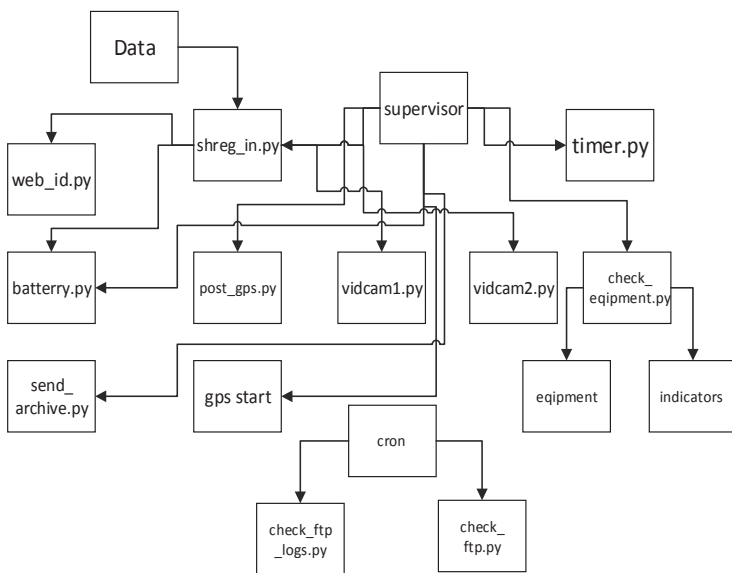 Data
supervisor
shreg_in.py
timer.py
web_id.py
batterry.py
post_gps.py
vidcam1.py
vidcam2.py
check_
eqipment.py
send_
archive.py
gps start
eqipment
indicators
cron
check_ftp
_logs.py
check_
ftp.py